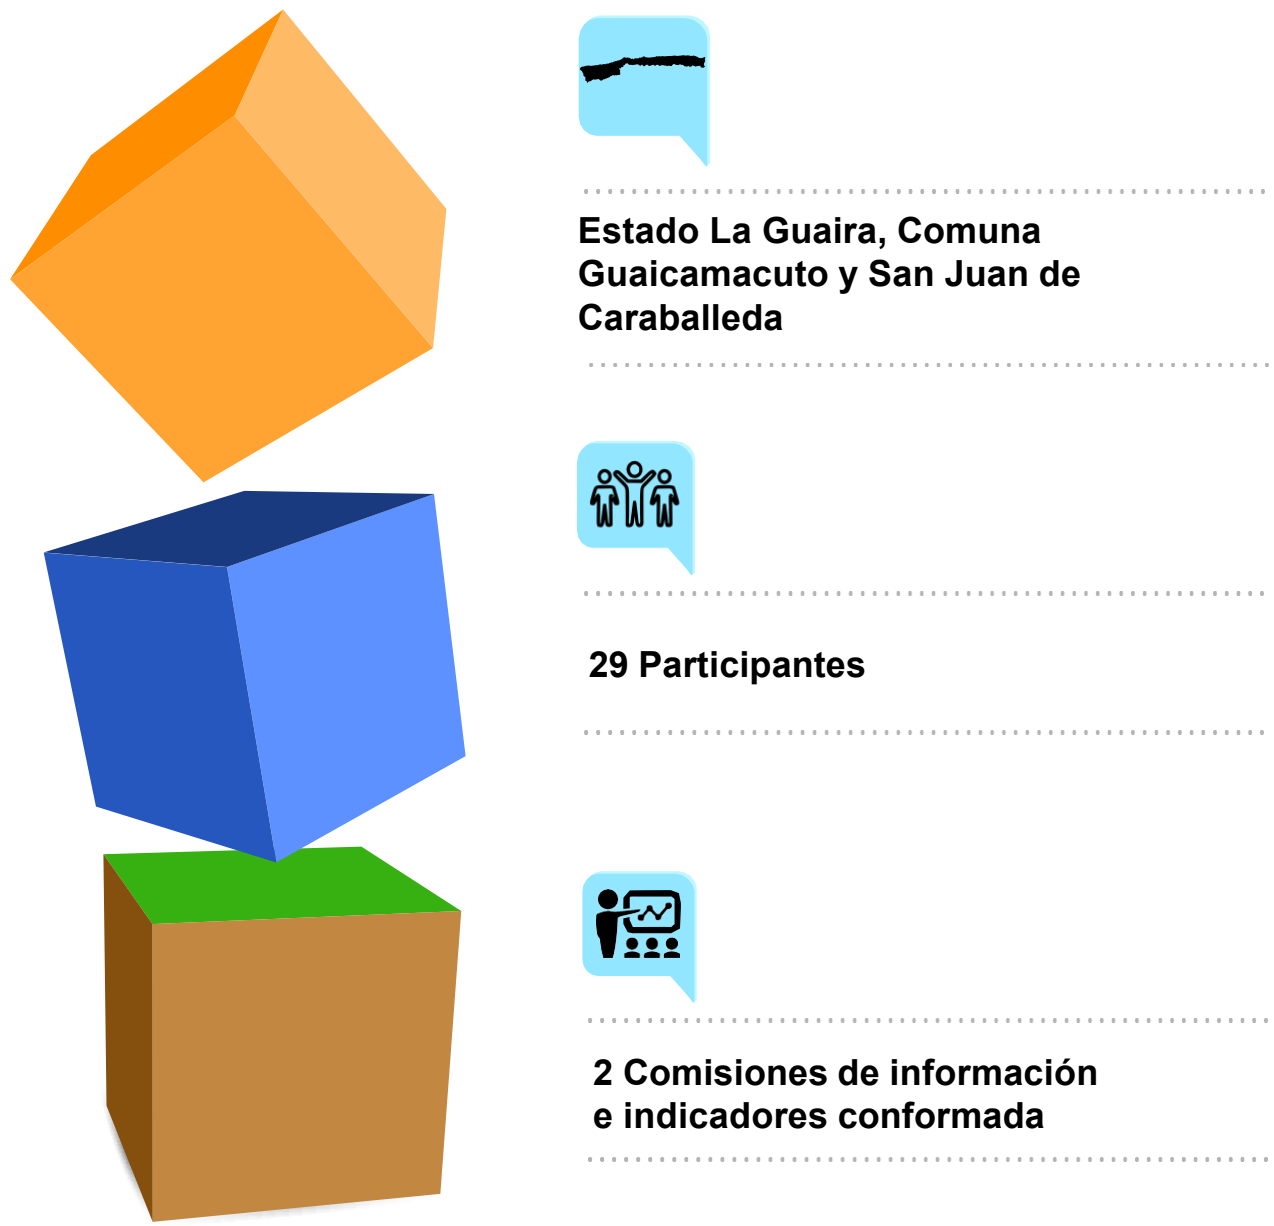 Estado La Guaira, Comuna
Guaicamacuto y San Juan de
Caraballeda
29 Participantes
2 Comisiones de información
e indicadores conformada